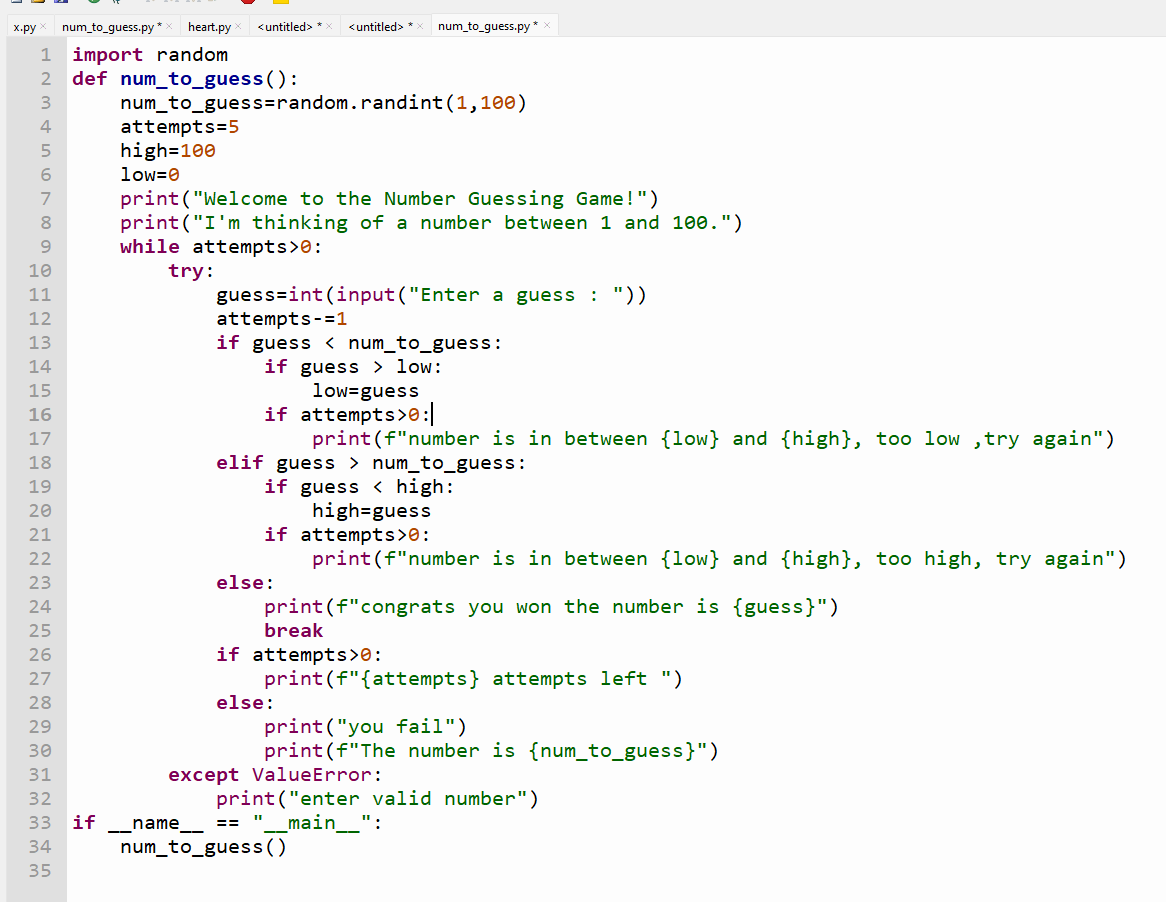 x.py × num_to_guess.py * × heart.py × <untitled> * × <untitled> * × num_to_guess.py * ×
1 import random
2 def num_to_guess():
3     num_to_guess=random.randint(1,100)
4     attempts=5
5     high=100
6     low=0
7     print("Welcome to the Number Guessing Game!")
8     print("I'm thinking of a number between 1 and 100.")
9     while attempts>0:
10         try:
11             guess=int(input("Enter a guess : "))
12             attempts-=1
13             if guess < num_to_guess:
14                 if guess > low:
15                     low=guess
16                 if attempts>0:
17                     print(f"number is in between {low} and {high}, too low ,try again")
18             elif guess > num_to_guess:
19                 if guess < high:
20                     high=guess
21                 if attempts>0:
22                     print(f"number is in between {low} and {high}, too high, try again")
23             else:
24                 print(f"congrats you won the number is {guess}")
25                 break
26             if attempts>0:
27                 print(f"{attempts} attempts left ")
28             else:
29                 print("you fail")
30                 print(f"The number is {num_to_guess}")
31         except ValueError:
32             print("enter valid number")
33 if __name__ == "__main__":
34     num_to_guess()
35